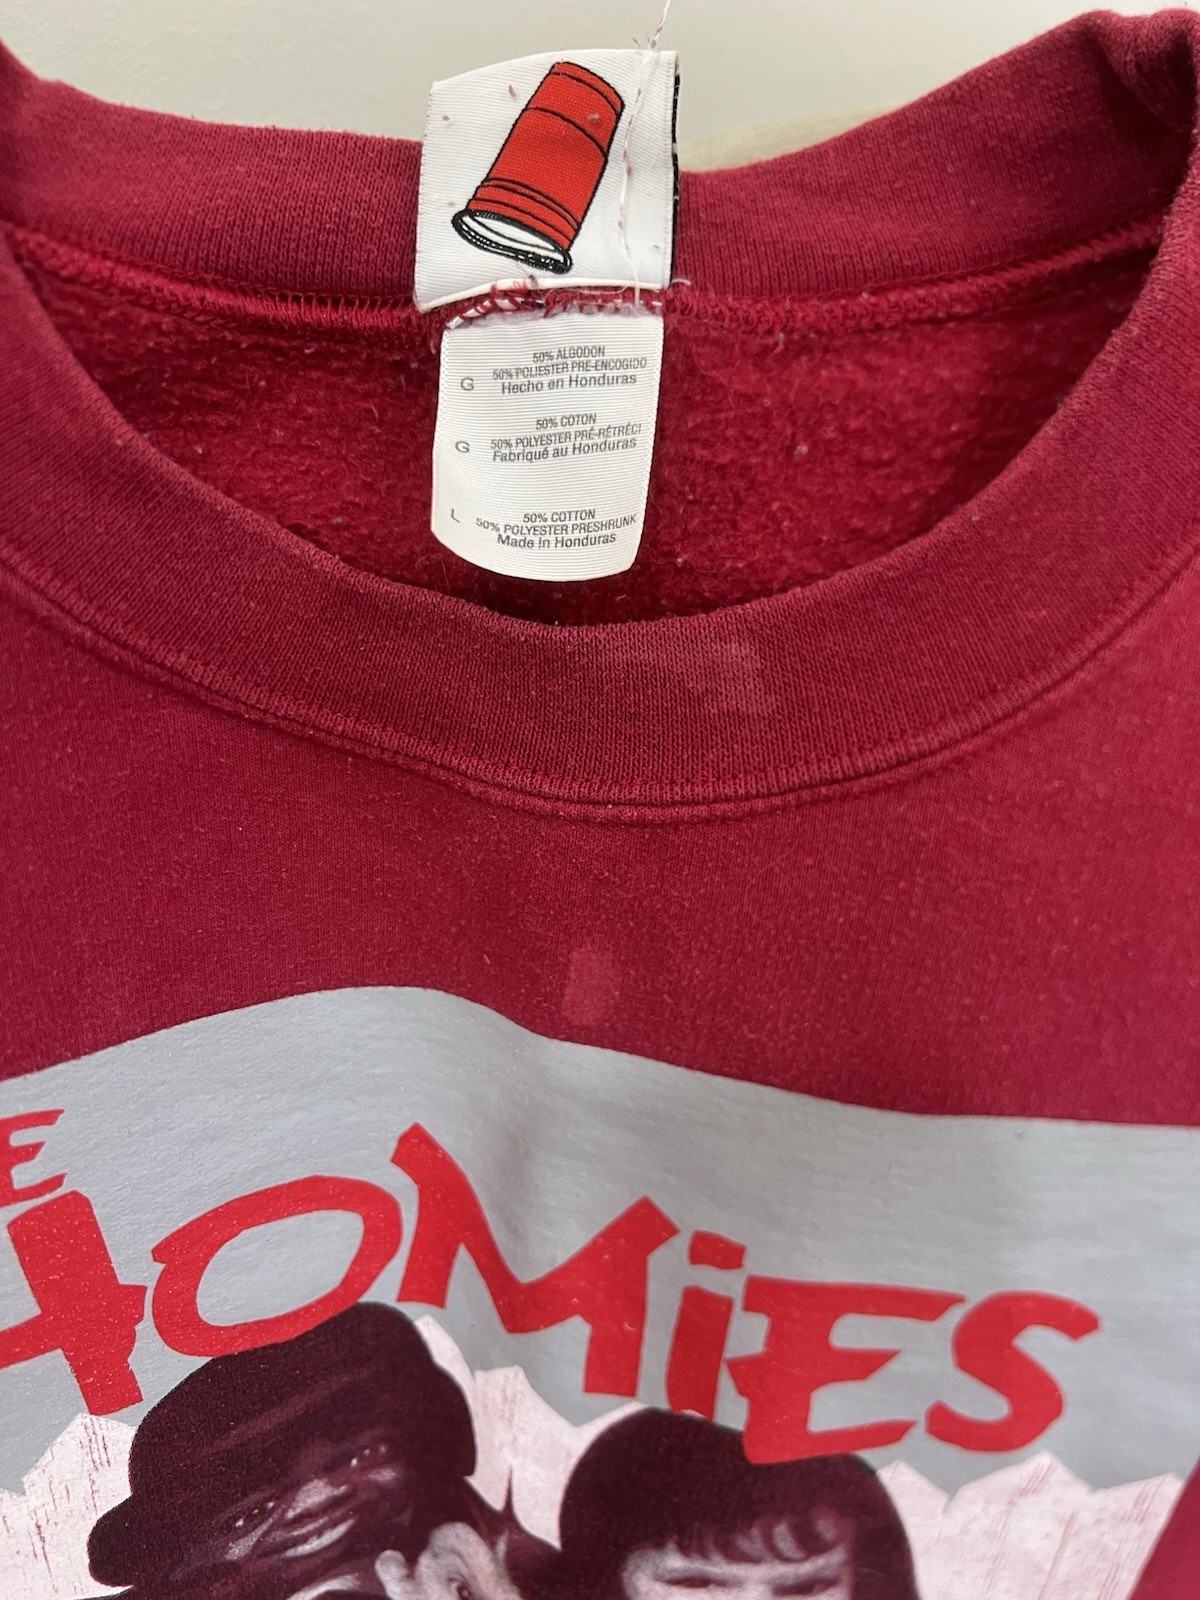 50% ALGODON
50% POLIESTER PRE-ENCOGIDO
G Hecho en Honduras
50% COTON
50% POLYESTER PRÉ-RÉTRÉCI
G Fabriqué au Honduras
50% COTTON
L 50% POLYESTER PRESHRUNK
Made in Honduras
E
HOMiES